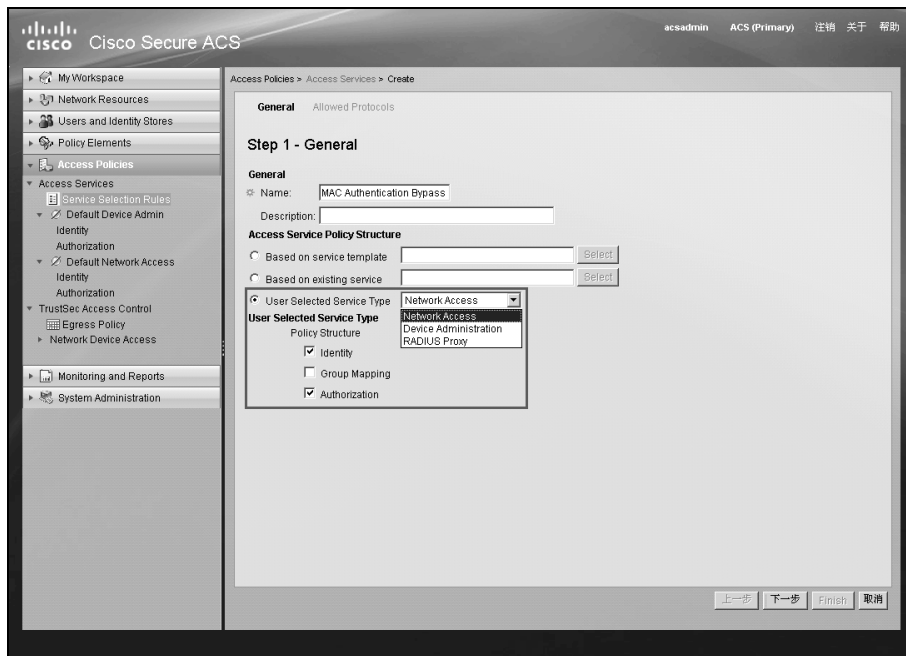 CISCO Cisco Secure ACS
acsadmin ACS (Primary) 注销 关于 帮助
My Workspace
Network Resources
Users and Identity Stores
Policy Elements
Access Policies
Access Services
Service Selection Rules
Default Device Admin
Identity
Authorization
Default Network Access
Identity
Authorization
TrustSec Access Control
Egress Policy
Network Device Access
Monitoring and Reports
System Administration
Access Policies > Access Services > Create
General Allowed Protocols
Step 1 - General
General
Name: MAC Authentication Bypass
Description:
Access Service Policy Structure
Based on service template Select
Based on existing service Select
User Selected Service Type Network Access
Network Access
Device Administration
RADIUS Proxy
User Selected Service Type
Policy Structure
Identity
Group Mapping
Authorization
上一步 下一步 Finish 取消